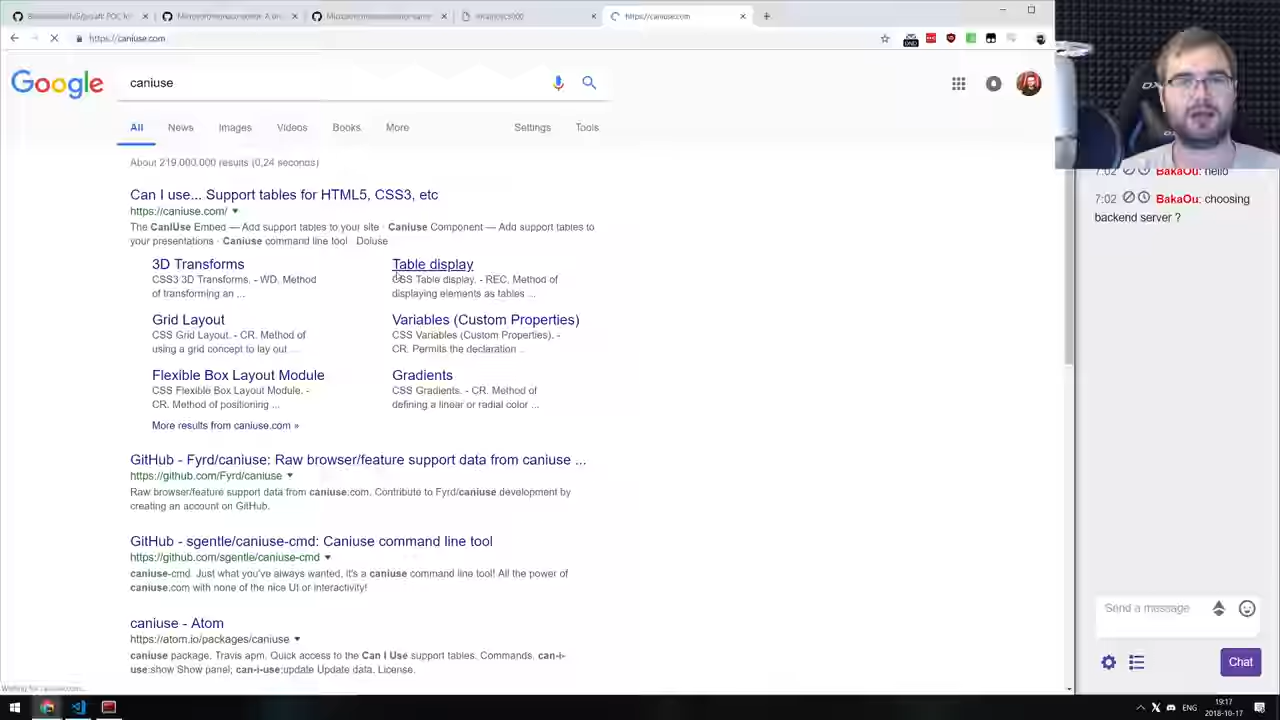 https://caniuse.com
https://caniuse.com
Google
caniuse
All
News
Images
Videos
Books
More
Settings
Tools
About 219.000.000 results (0,24 seconds)
Can I use... Support tables for HTML5, CSS3, etc
https://caniuse.com/
The CanIUse Embed — Add support tables to your site · Caniuse Component — Add support tables to
your presentations · Caniuse command line tool · Doiuse
3D Transforms
CSS3 3D Transforms. - WD. Method
of transforming an ...
Table display
CSS Table display. - REC. Method of
displaying elements as tables ...
Grid Layout
CSS Grid Layout. - CR. Method of
using a grid concept to lay out ...
Variables (Custom Properties)
CSS Variables (Custom Properties). -
CR. Permits the declaration ...
Flexible Box Layout Module
CSS Flexible Box Layout Module. -
CR. Method of positioning ...
Gradients
CSS Gradients. - CR. Method of
defining a linear or radial color ...
More results from caniuse.com »
GitHub - Fyrd/caniuse: Raw browser/feature support data from caniuse ...
https://github.com/Fyrd/caniuse
Raw browser/feature support data from caniuse.com. Contribute to Fyrd/caniuse development by
creating an account on GitHub.
GitHub - sgentle/caniuse-cmd: Caniuse command line tool
https://github.com/sgentle/caniuse-cmd
caniuse-cmd. Just what you've always wanted, it's a caniuse command line tool! All the power of
caniuse.com with none of the nice UI or interactivity!
caniuse - Atom
https://atom.io/packages/caniuse
caniuse package. Travis apm. Quick access to the Can I Use support tables. Commands. can-i-
use:show Show panel; can-i-use:update Update data. License.
7:02 BakaOu: hello
7:02 BakaOu: choosing
backend server ?
Send a message
Chat
ENG
19:17
2018-10-17